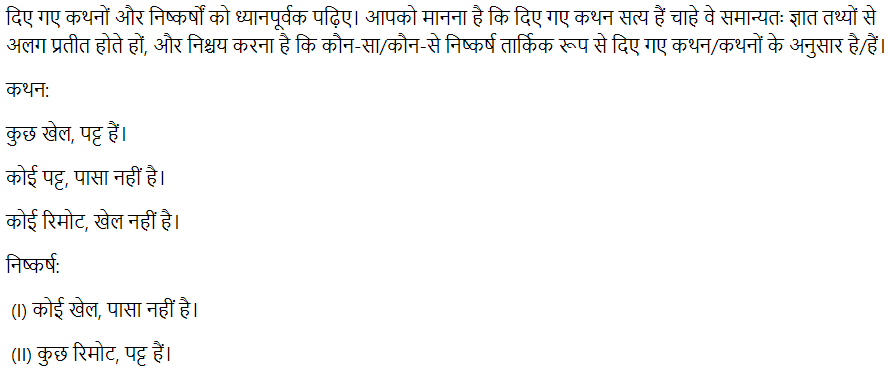 दिए गए कथनों और निष्कर्षों को ध्यानपूर्वक पढ़िए। आपको मानना है कि दिए गए कथन सत्य हैं चाहे वे समान्यतः ज्ञात तथ्यों से
अलग प्रतीत होते हों, और निश्चय करना है कि कौन-सा/कौन-से निष्कर्ष तार्किक रूप से दिए गए कथन/कथनों के अनुसार है/हैं।
कथन:
कुछ खेल, पट्ट हैं।
कोई पट्ट, पासा नहीं है।
कोई रिमोट, खेल नहीं है।
निष्कर्ष:
(I) कोई खेल, पासा नहीं है।
(II) कुछ रिमोट, पट्ट हैं।